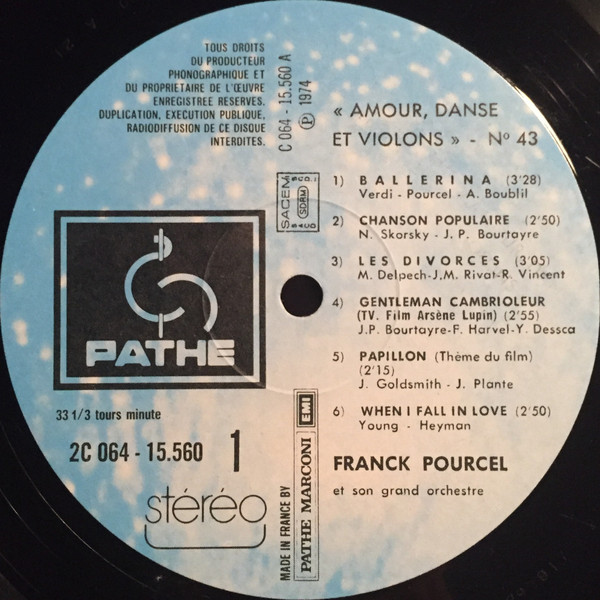 TOUS DROITS
DU PRODUCTEUR
PHONOGRAPHIQUE ET
DU PROPRIETAIRE DE L'ŒUVRE
ENREGISTREE RESERVES.
DUPLICATION, EXECUTION PUBLIQUE,
RADIODIFFUSION DE CE DISQUE
INTERDITES.
C 064 - 15.560 A
Ⓟ 1974
« AMOUR, DANSE
ET VIOLONS » - Nº 43
SACEM
SDRM
1) BALLERINA (3'28)
Verdi - Pourcel - A. Boublil
2) CHANSON POPULAIRE (2'50)
N. Skorsky - J. P. Bourtayre
3) LES DIVORCES (3'05)
M. Delpech-J.M. Rivat-R. Vincent
4) GENTLEMAN CAMBRIOLEUR
(TV. Film Arsène Lupin) (2'55)
J.P. Bourtayre-F. Harvel-Y. Dessca
5) PAPILLON (Thème du film)
(2'15)
J. Goldsmith - J. Plante
6) WHEN I FALL IN LOVE (2'50)
Young - Heyman
FRANCK POURCEL
et son grand orchestre
PATHE
33 1/3 tours minute
2C 064 - 15.560 1
stéréo
MADE IN FRANCE BY
PATHE MARCONI EMI